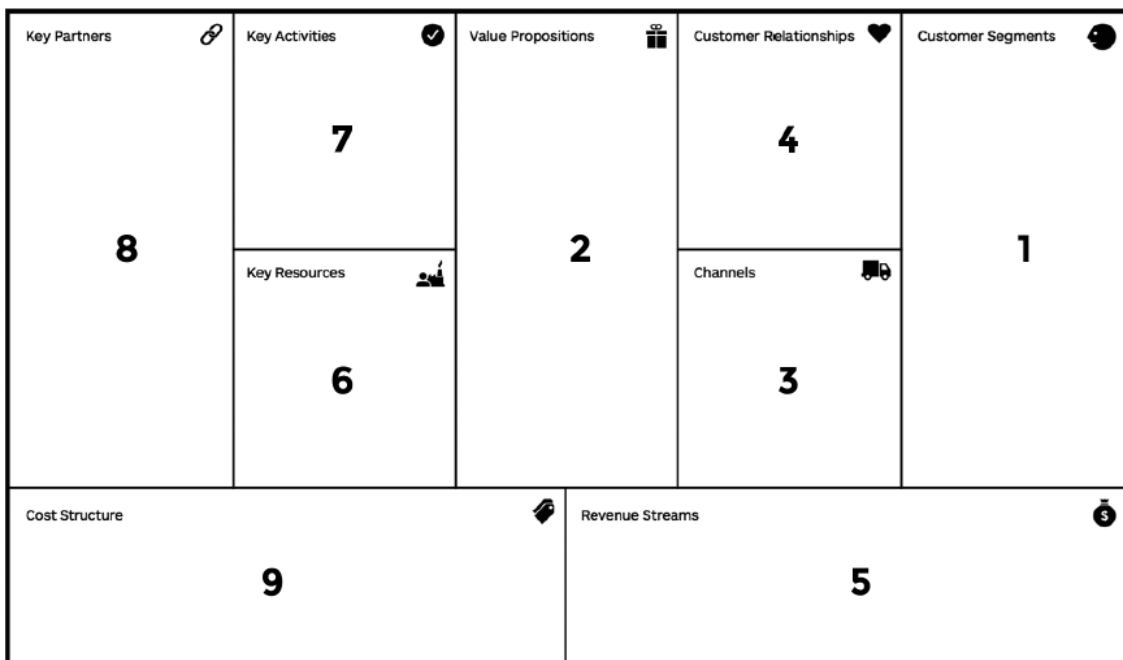 Key Partners
8
Key Activities
7
Key Resources
6
Value Propositions
2
Customer Relationships
4
Channels
3
Customer Segments
1
Cost Structure
9
Revenue Streams
$
5